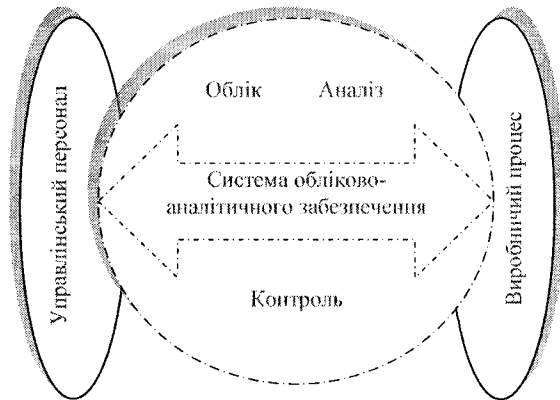 Управлінський персонал
Облік Аналіз
Система обліково-
аналітичного забезпечення
Контроль
Виробничий процес